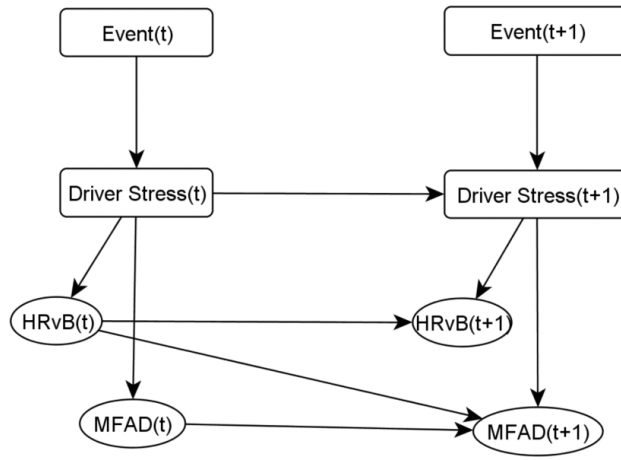 Event(t)
Event(t+1)
Driver Stress(t)
Driver Stress(t+1)
HRvB(t)
HRvB(t+1)
MFAD(t)
MFAD(t+1)